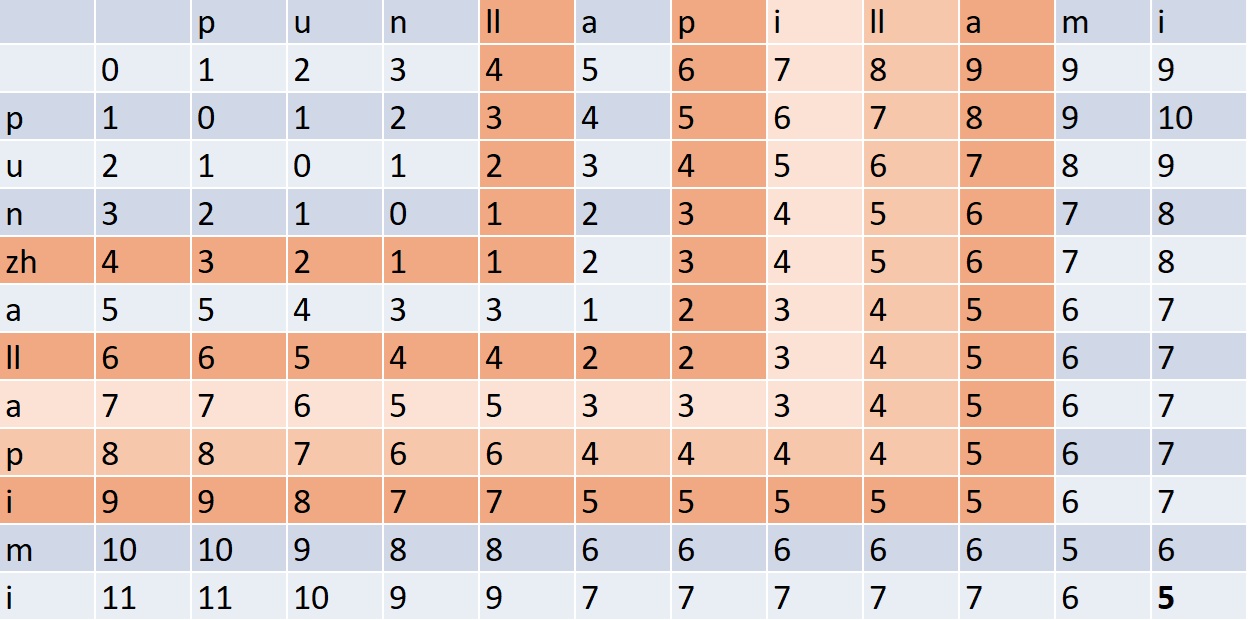 p u n ll a p i ll a m i
0 1 2 3 4 5 6 7 8 9 9 9
p 1 0 1 2 3 4 5 6 7 8 9 10
u 2 1 0 1 2 3 4 5 6 7 8 9
n 3 2 1 0 1 2 3 4 5 6 7 8
zh 4 3 2 1 1 2 3 4 5 6 7 8
a 5 5 4 3 3 1 2 3 4 5 6 7
ll 6 6 5 4 4 2 2 3 4 5 6 7
a 7 7 6 5 5 3 3 3 4 5 6 7
p 8 8 7 6 6 4 4 4 4 5 6 7
i 9 9 8 7 7 5 5 5 5 5 6 7
m 10 10 9 8 8 6 6 6 6 6 5 6
i 11 11 10 9 9 7 7 7 7 7 6 5